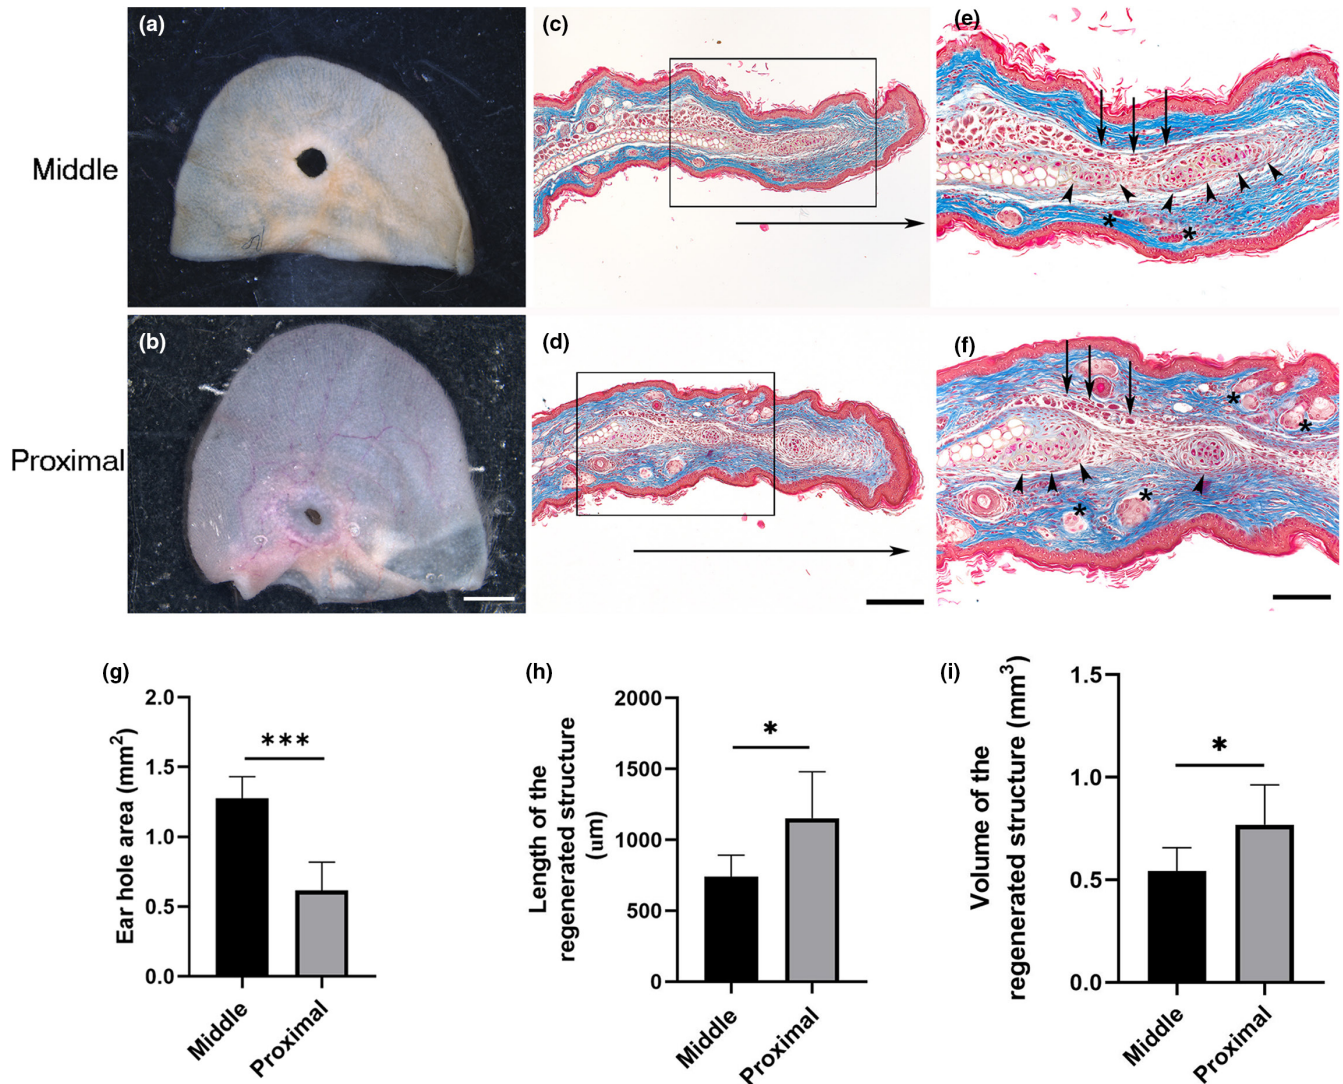 (a)
(c)
(e)
Middle
(b)
(d)
(f)
Proximal
(g)
(h)
(i)
Ear hole area (mm²)
2.0
1.5
1.0
0.5
0.0
***
Middle
Proximal
Length of the
regenerated structure
(um)
2000
1500
1000
500
0
*
Middle
Proximal
Volume of the
regenerated structure (mm³)
1.5
1.0
0.5
0.0
*
Middle
Proximal